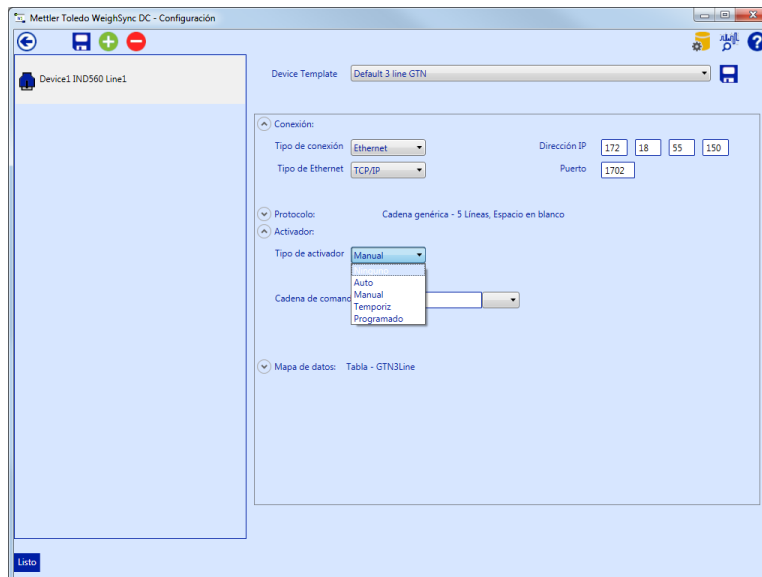 Mettler Toledo WeighSync DC - Configuración
Device1 IND560 Line1
Device Template Default 3 line GTN
Conexión:
Tipo de conexión Ethernet Dirección IP 172 18 55 150
Tipo de Ethernet TCP/IP Puerto 1702
Protocolo: Cadena genérica - 5 Líneas, Espacio en blanco
Activador:
Tipo de activador Manual
Ninguno
Auto
Manual
Temporiz
Programado
Cadena de comand
Mapa de datos: Tabla - GTN3Line
Listo